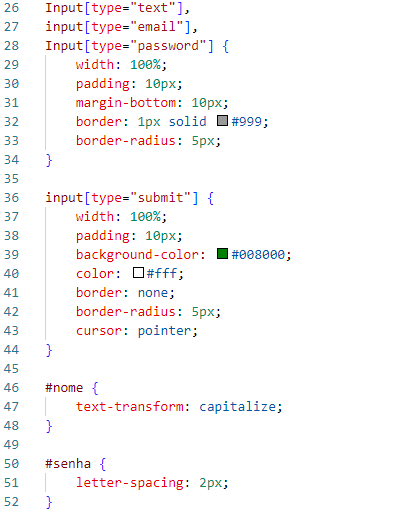 26 Input[type="text"],
27 input[type="email"],
28 Input[type="password"] {
29     width: 100%;
30     padding: 10px;
31     margin-bottom: 10px;
32     border: 1px solid #999;
33     border-radius: 5px;
34 }
35
36 input[type="submit"] {
37     width: 100%;
38     padding: 10px;
39     background-color: #008000;
40     color: #fff;
41     border: none;
42     border-radius: 5px;
43     cursor: pointer;
44 }
45
46 #nome {
47     text-transform: capitalize;
48 }
49
50 #senha {
51     letter-spacing: 2px;
52 }